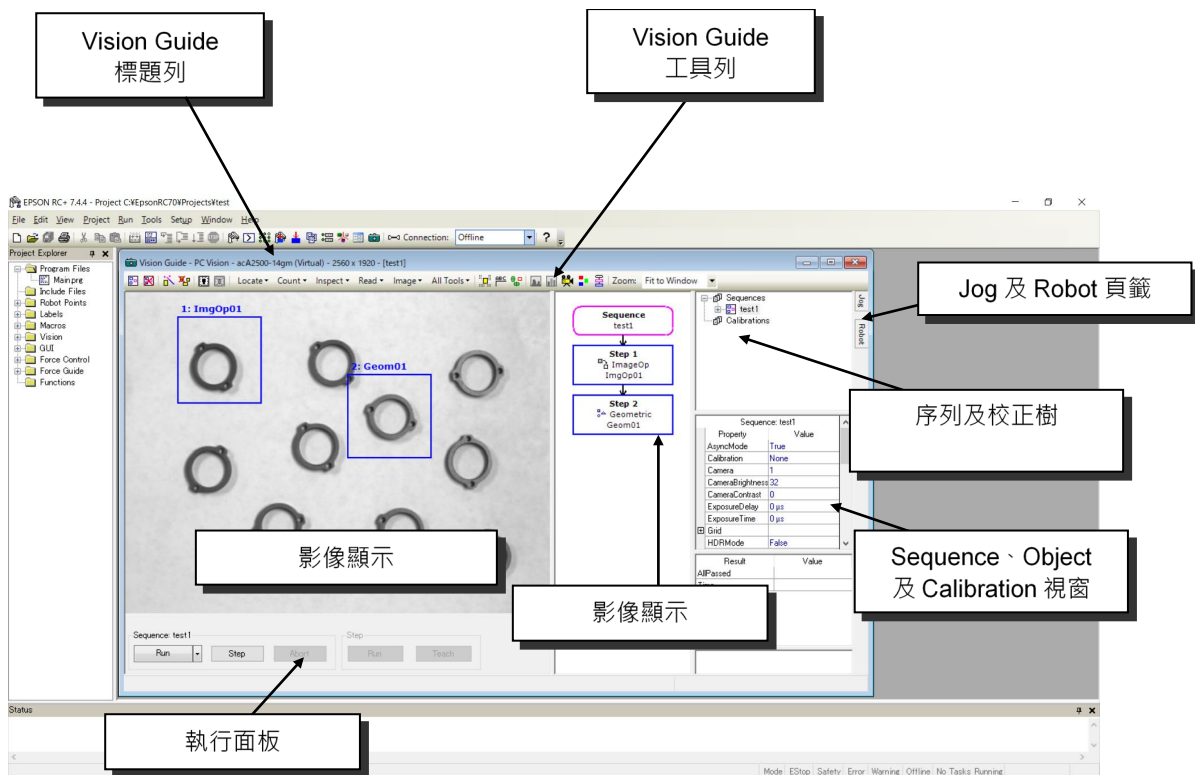 Vision Guide
標題列
Vision Guide
工具列
EPSON RC+ 7.4.4 - Project C:¥EpsonRC70¥Projects¥test
File Edit View Project Run Tools Setup Window Help
Connection: Offline
Project Explorer
Program Files
Main.prg
Include Files
Robot Points
Labels
Macros
Vision
GUI
Force Control
Force Guide
Functions
Vision Guide - PC Vision - acA2500-14gm (Virtual) - 2560 x 1920 - [test1]
Locate Count Inspect Read Image All Tools Zoom: Fit to Window
1: ImgOp01
2: Geom01
Sequence
test1
Step 1
ImageOp
ImgOp01
Step 2
Geometric
Geom01
Sequences
test1
Calibrations
Jog
Robot
Jog 及 Robot 頁籤
序列及校正樹
Sequence: test1
Property Value
AsyncMode True
Calibration None
Camera 1
CameraBrightness 32
CameraContrast 0
ExposureDelay 0 µs
ExposureTime 0 µs
Grid
HDRMode False
Result Value
AllPassed
Time
Sequence、Object
及 Calibration 視窗
影像顯示
影像顯示
Sequence: test1
Run Step Abort
Step
Run Teach
執行面板
Status
Mode EStop Safety Error Warning Offline No Tasks Running